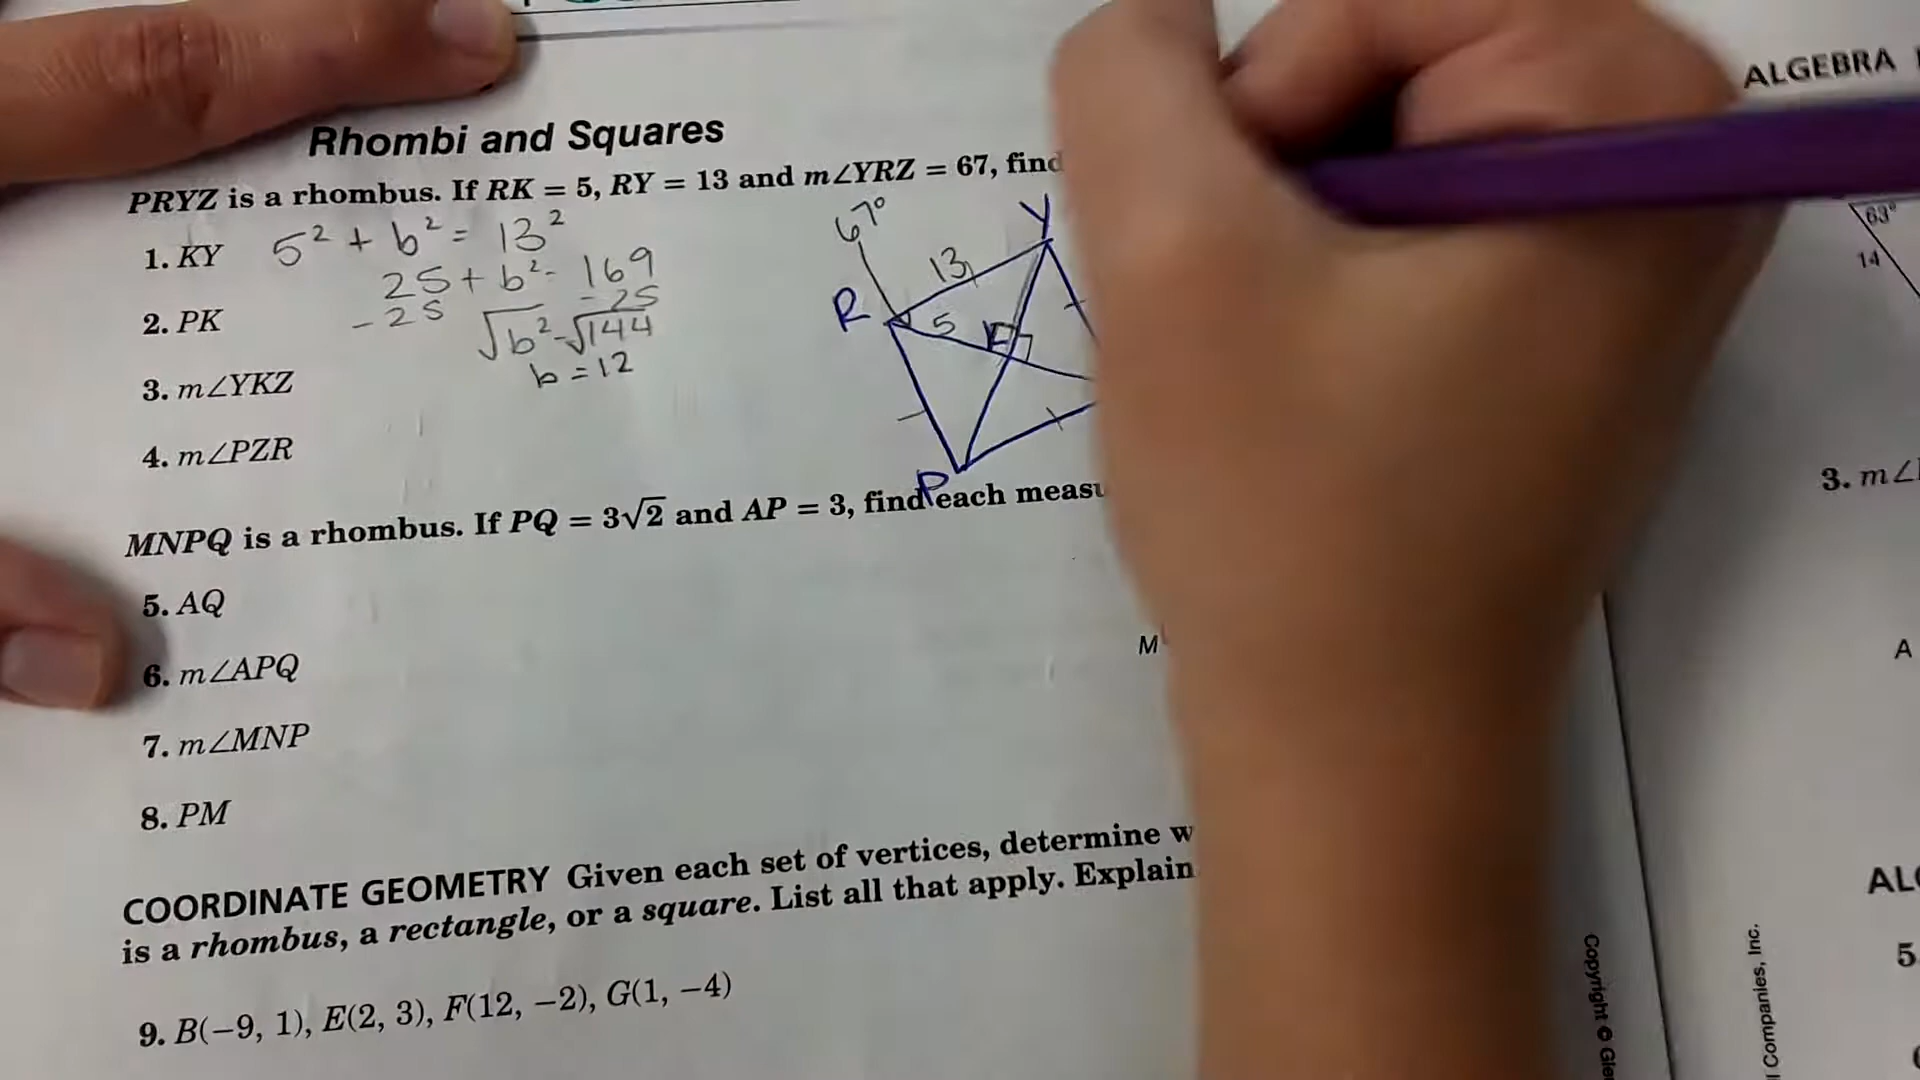 ALGEBRA
Rhombi and Squares
PRYZ is a rhombus. If RK = 5, RY = 13 and m∠YRZ = 67, find
1. KY
5² + b² = 13²
25 + b² = 169
- 25 - 25
√b² = √144
b = 12
2. PK
3. m∠YKZ
4. m∠PZR
67°
Y
13
R
5
K
P
63°
14
MNPQ is a rhombus. If PQ = 3√2 and AP = 3, find each
5. AQ
6. m∠APQ
7. m∠MNP
8. PM
M
3. m∠
A
COORDINATE GEOMETRY Given each set of vertices, determine
is a rhombus, a rectangle, or a square. List all that apply. Explain
9. B(−9, 1), E(2, 3), F(12, −2), G(1, −4)
5.
Copyright ©
Companies, Inc.